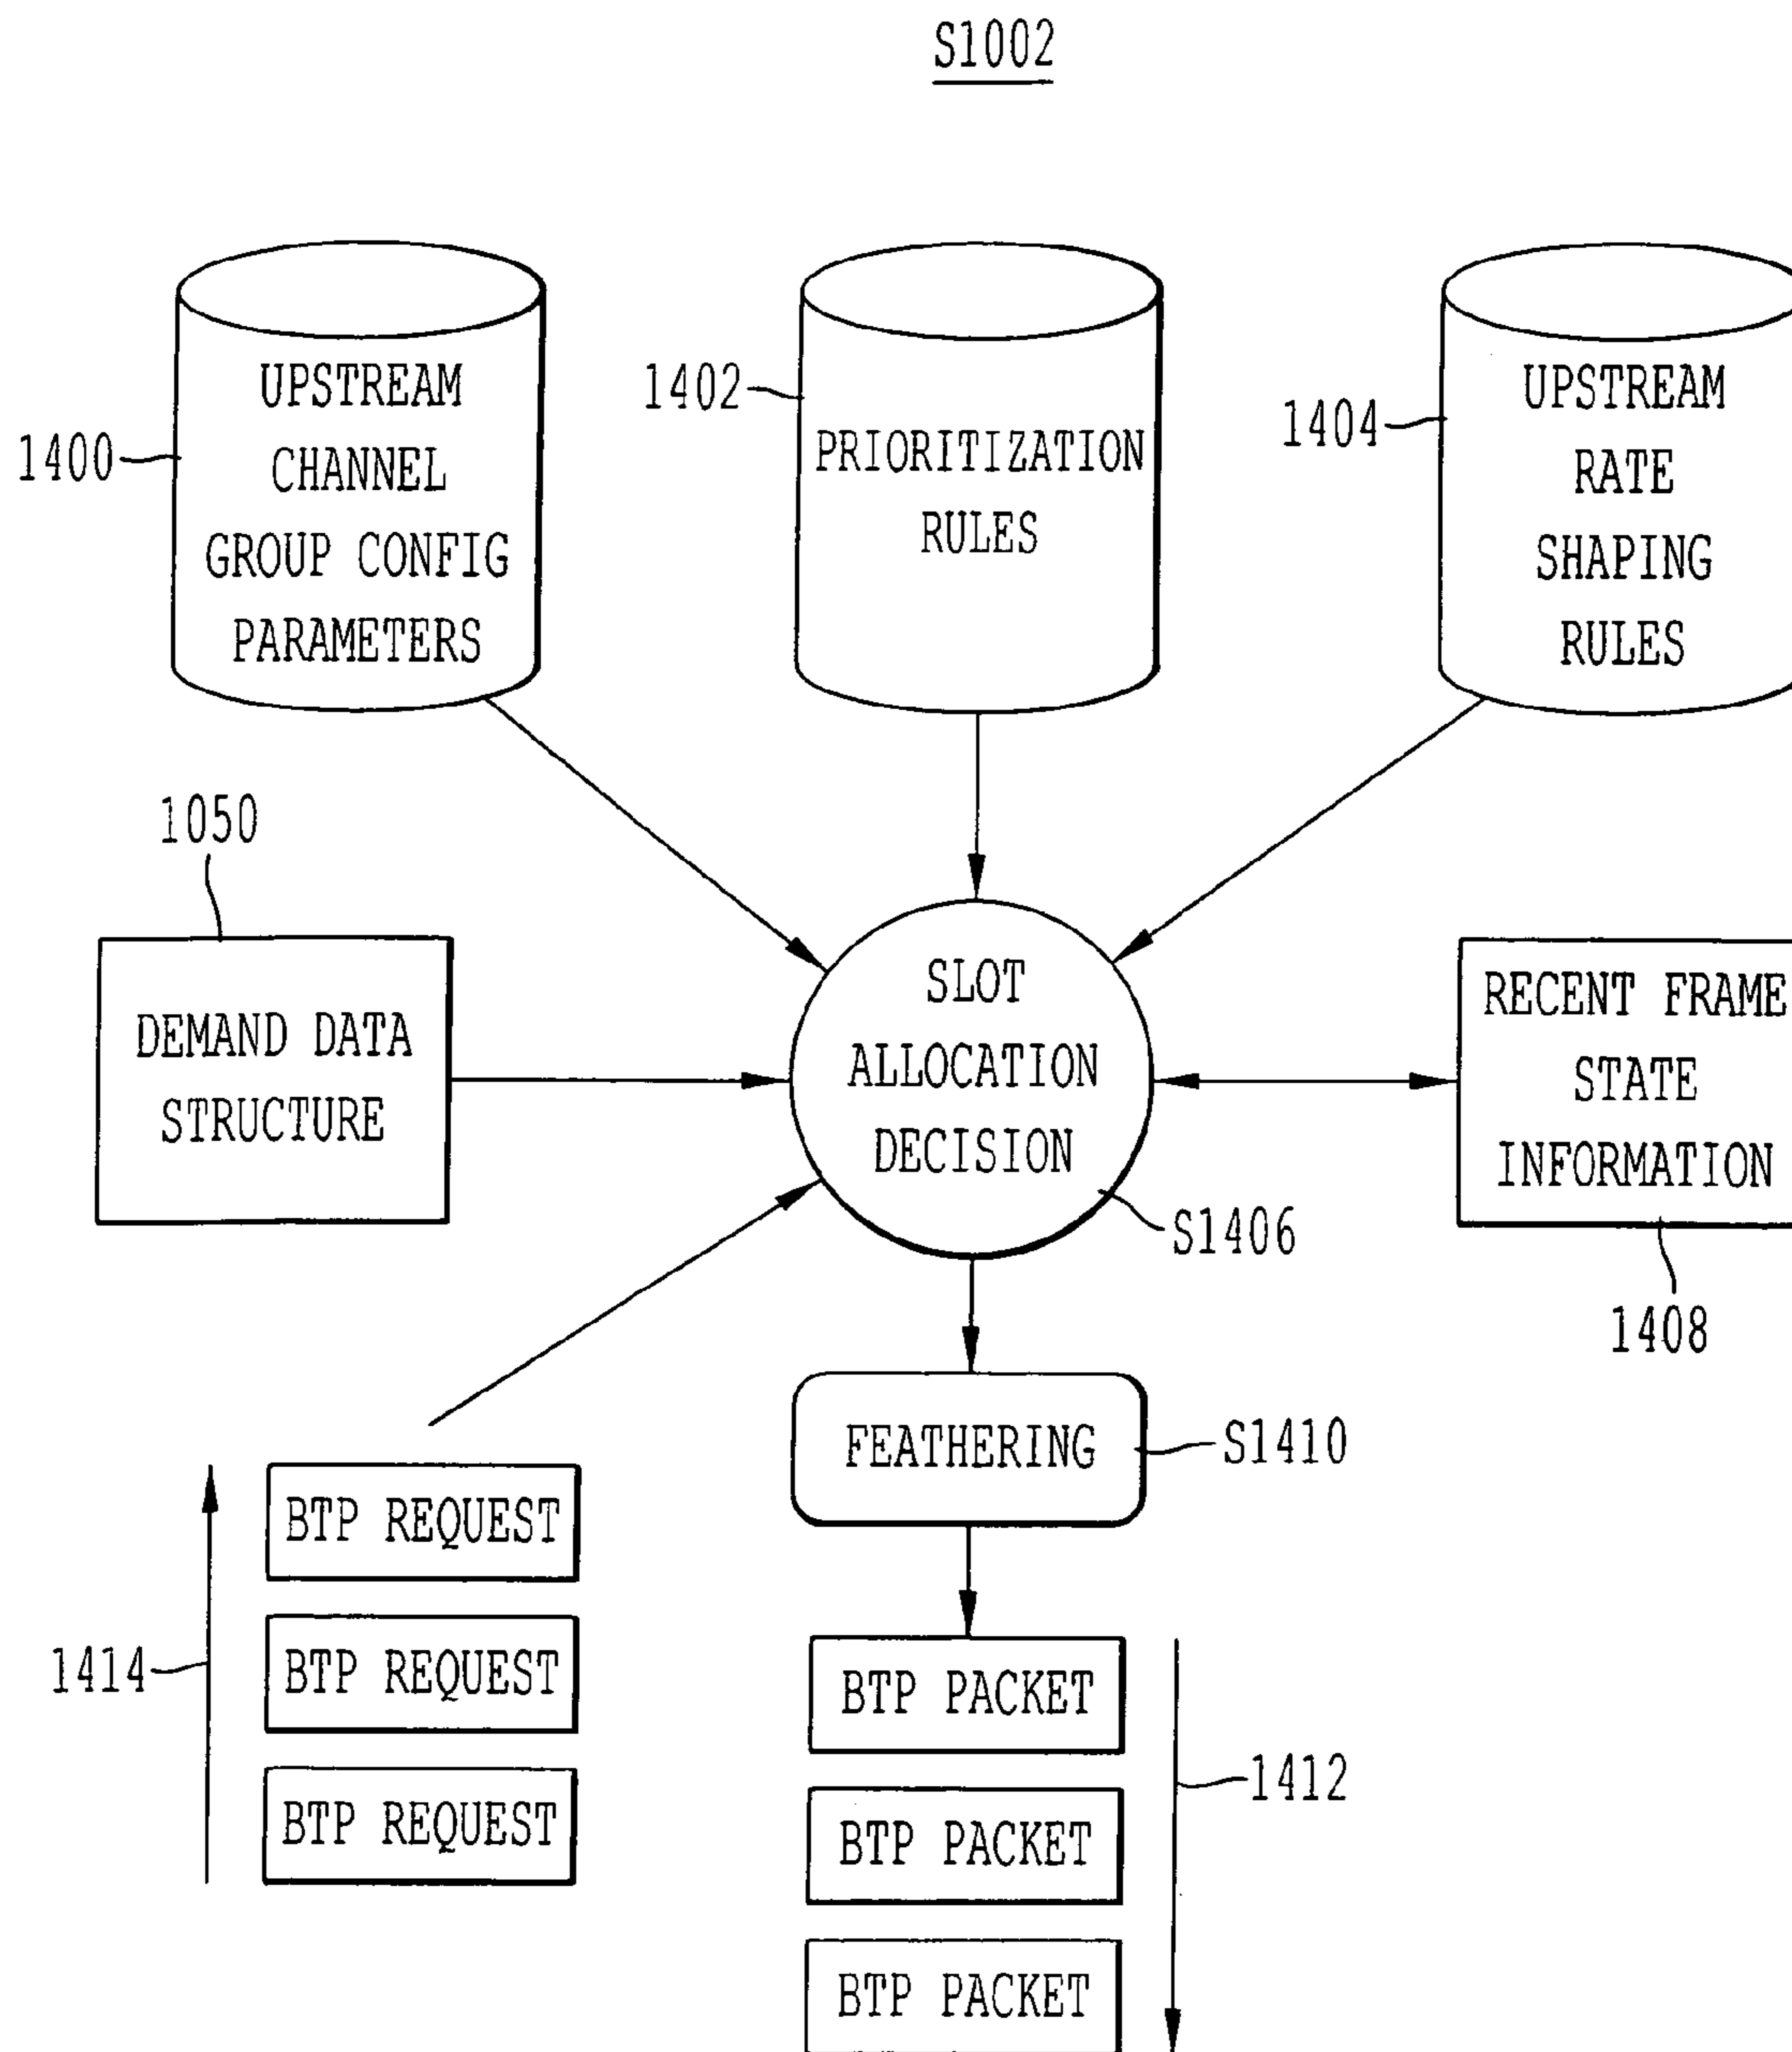 S1002
1400
UPSTREAM
CHANNEL
GROUP CONFIG
PARAMETERS
1402
PRIORITIZATION
RULES
1404
UPSTREAM
RATE
SHAPING
RULES
1050
DEMAND DATA
STRUCTURE
SLOT
ALLOCATION
DECISION
S1406
RECENT FRAME
STATE
INFORMATION
1408
FEATHERING
S1410
1414
BTP REQUEST
BTP REQUEST
BTP REQUEST
BTP PACKET
BTP PACKET
BTP PACKET
1412